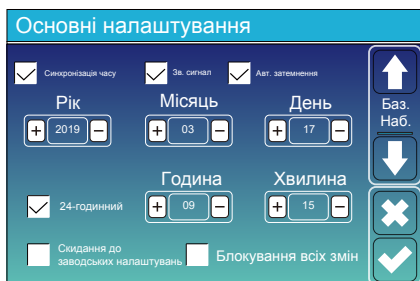 Основні налаштування
Синхронізація часу Зв. сигнал Авт. затемнення
Рік Місяць День
+ 2019 − + 03 − + 17 −
Баз.
Наб.
Година Хвилина
24-годинний + 09 − + 15 −
Скидання до
заводських налаштувань
Блокування всіх змін